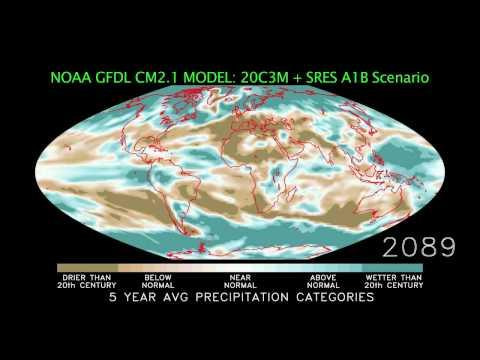 NOAA GFDL CM2.1 MODEL: 20C3M + SRES A1B Scenario
2089
DRIER THAN BELOW NEAR ABOVE WETTER THAN
20th CENTURY NORMAL NORMAL NORMAL 20th CENTURY
5 YEAR AVG PRECIPITATION CATEGORIES